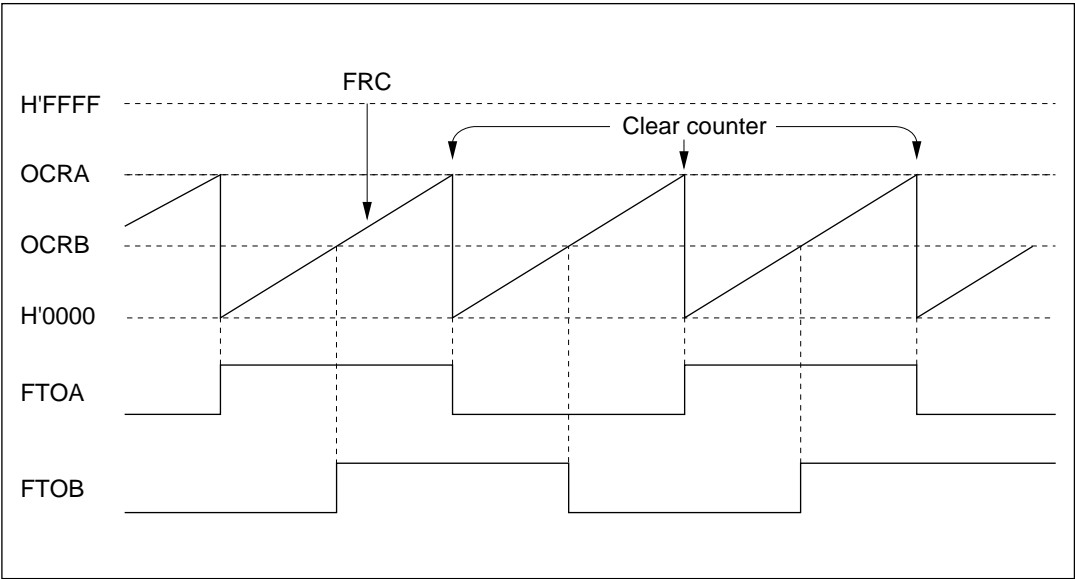 FRC
H'FFFF
Clear counter
OCRA
OCRB
H'0000
FTOA
FTOB